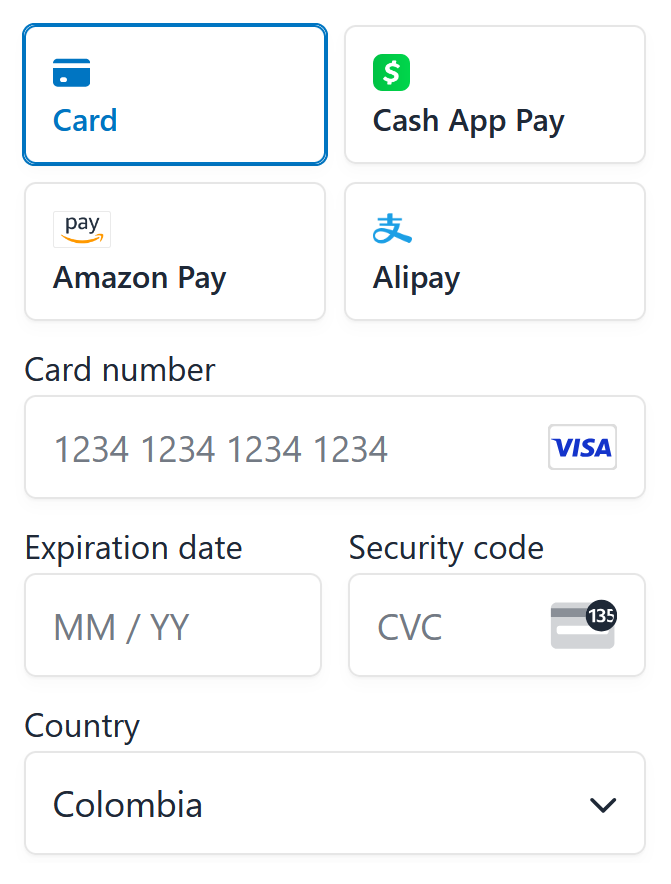 Card
Cash App Pay
pay
Amazon Pay
支
Alipay
Card number
1234 1234 1234 1234
VISA
Expiration date
Security code
MM / YY
CVC
135
Country
Colombia